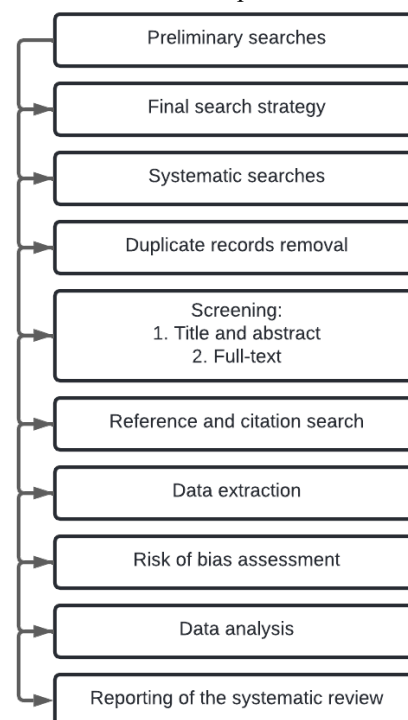 Preliminary searches
Final search strategy
Systematic searches
Duplicate records removal
Screening:
1. Title and abstract
2. Full-text
Reference and citation search
Data extraction
Risk of bias assessment
Data analysis
Reporting of the systematic review